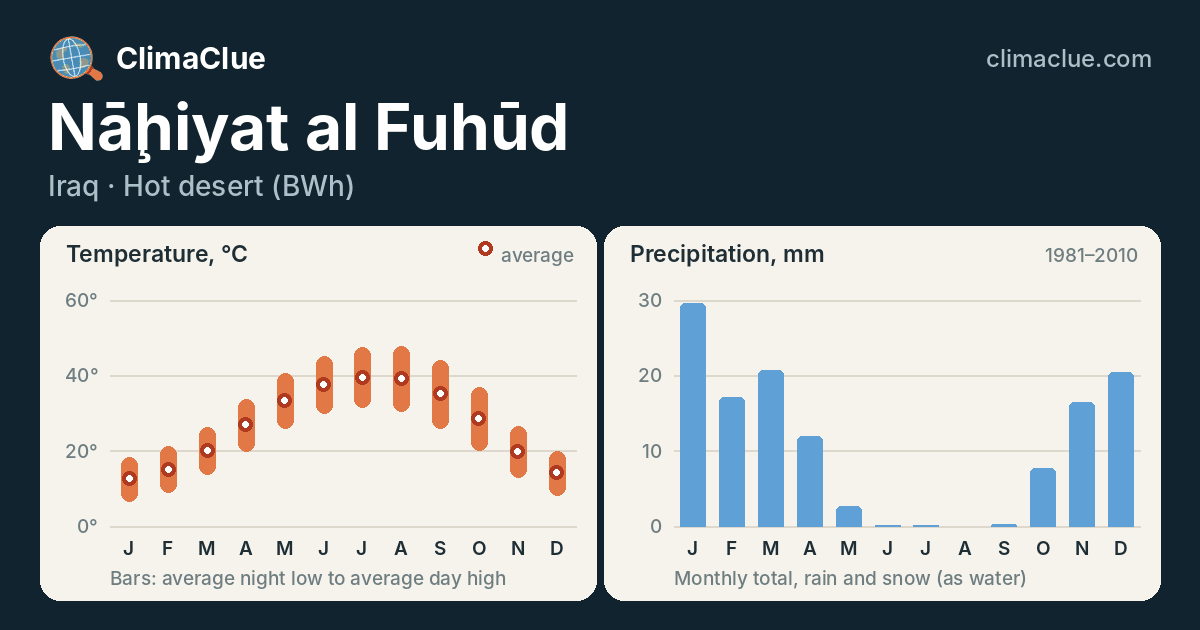 ClimaClue
climaclue.com
Nāḩiyat al Fuhūd
Iraq · Hot desert (BWh)
Temperature, °C
average
60°
40°
20°
0°
J F M A M J J A S O N D
Bars: average night low to average day high
Precipitation, mm
1981–2010
30
20
10
0
J F M A M J J A S O N D
Monthly total, rain and snow (as water)